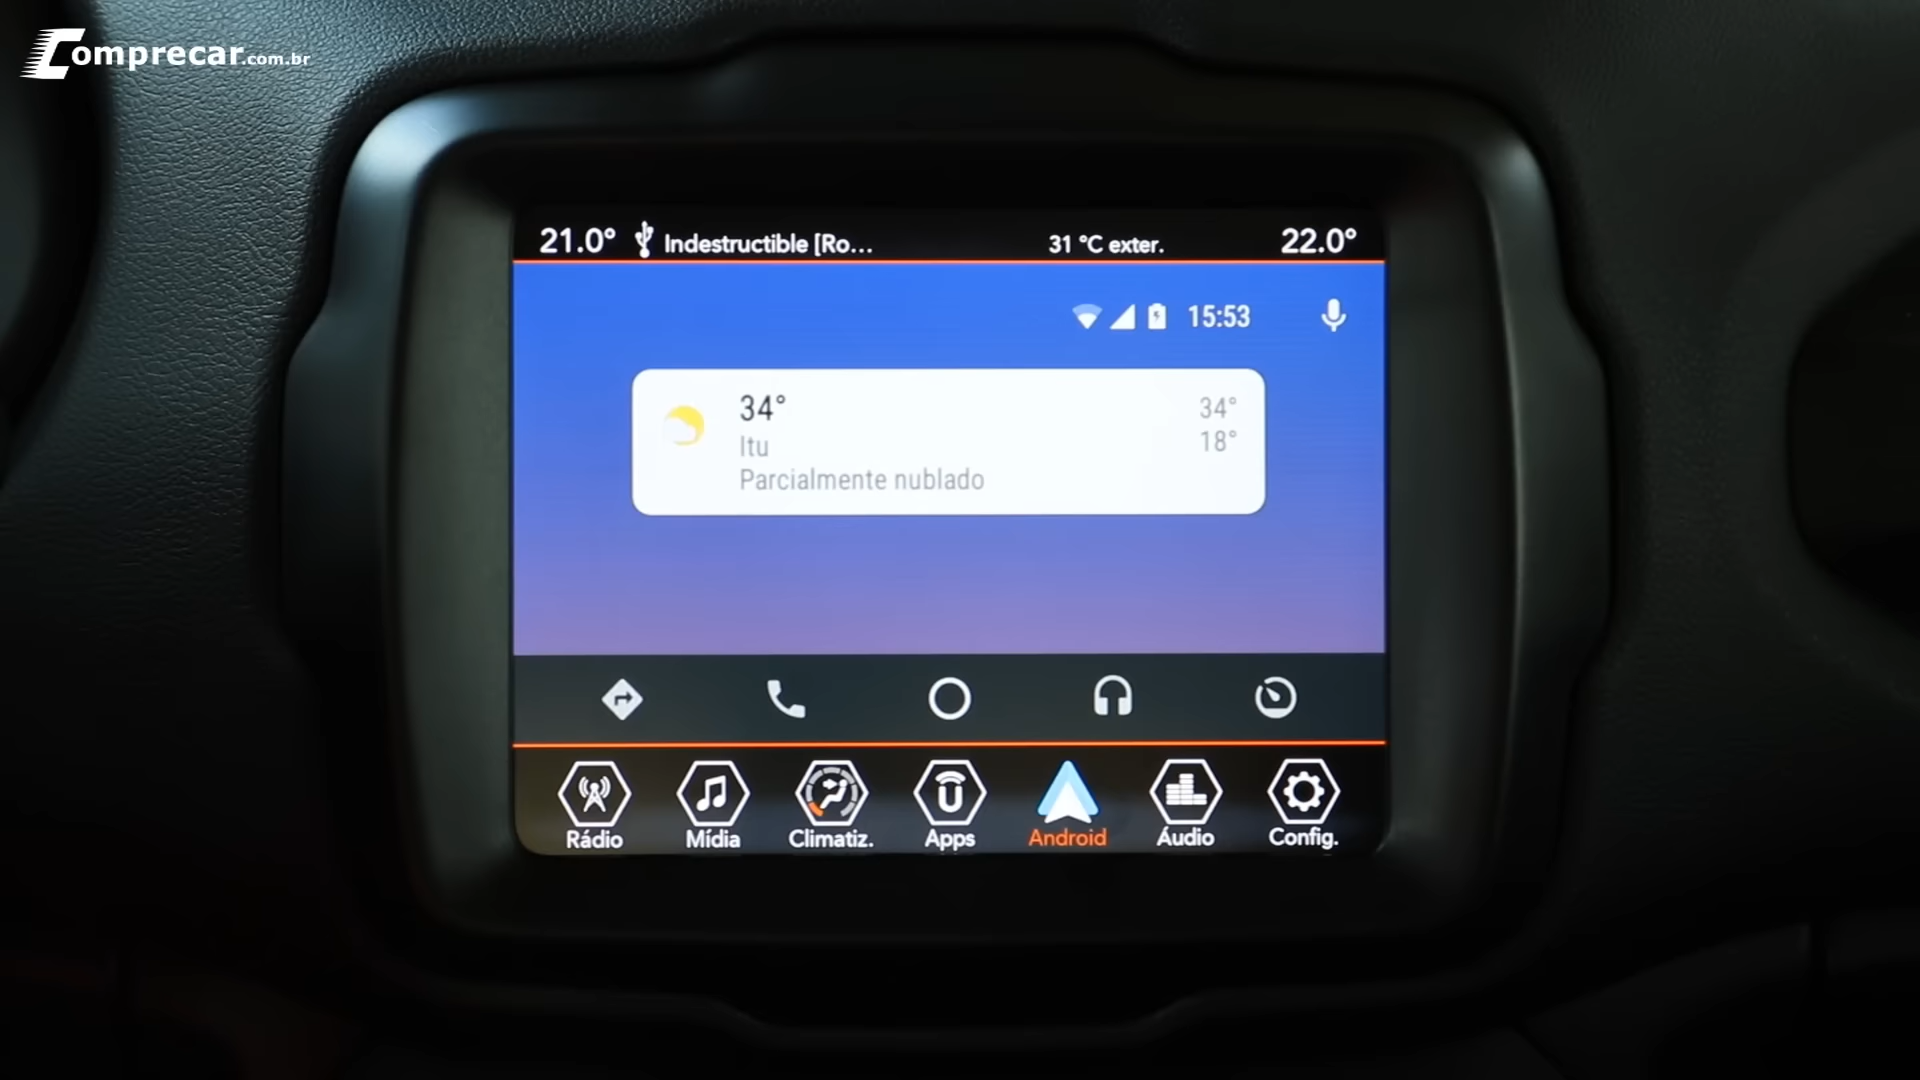 Comprecar.com.br
21.0° Indestructible [Ro... 31 °C exter. 22.0°
15:53
34° 34°
Itu 18°
Parcialmente nublado
Rádio Mídia Climatiz. Apps Android Áudio Config.